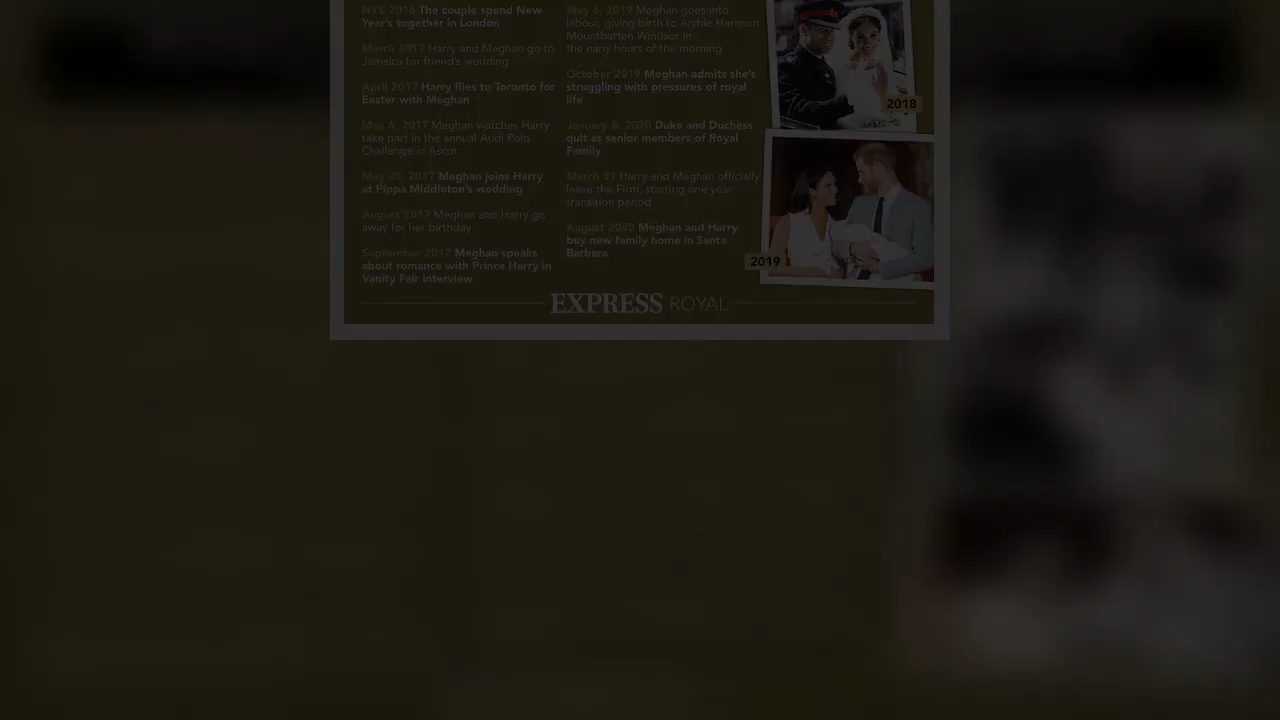 NYE 2016 The couple spend New
Year's together in London
March 2017 Harry and Meghan go to
Jamaica for friend's wedding
April 2017 Harry flies to Toronto for
Easter with Meghan
May 6, 2017 Meghan watches Harry
take part in the annual Audi Polo
Challenge in Ascot
May 20, 2017 Meghan joins Harry
at Pippa Middleton's wedding
August 2017 Meghan and Harry go
away for her birthday
September 2017 Meghan speaks
about romance with Prince Harry in
Vanity Fair interview
May 6, 2019 Meghan goes into
labour, giving birth to Archie Harrison
Mountbatten Windsor in
the early hours of the morning
October 2019 Meghan admits she's
struggling with pressures of royal
life
January 8, 2020 Duke and Duchess
quit as senior members of Royal
Family
March 31 Harry and Meghan officially
leave the Firm, starting one year
transition period
August 2020 Meghan and Harry
buy new family home in Santa
Barbara
2018
2019
EXPRESS ROYAL